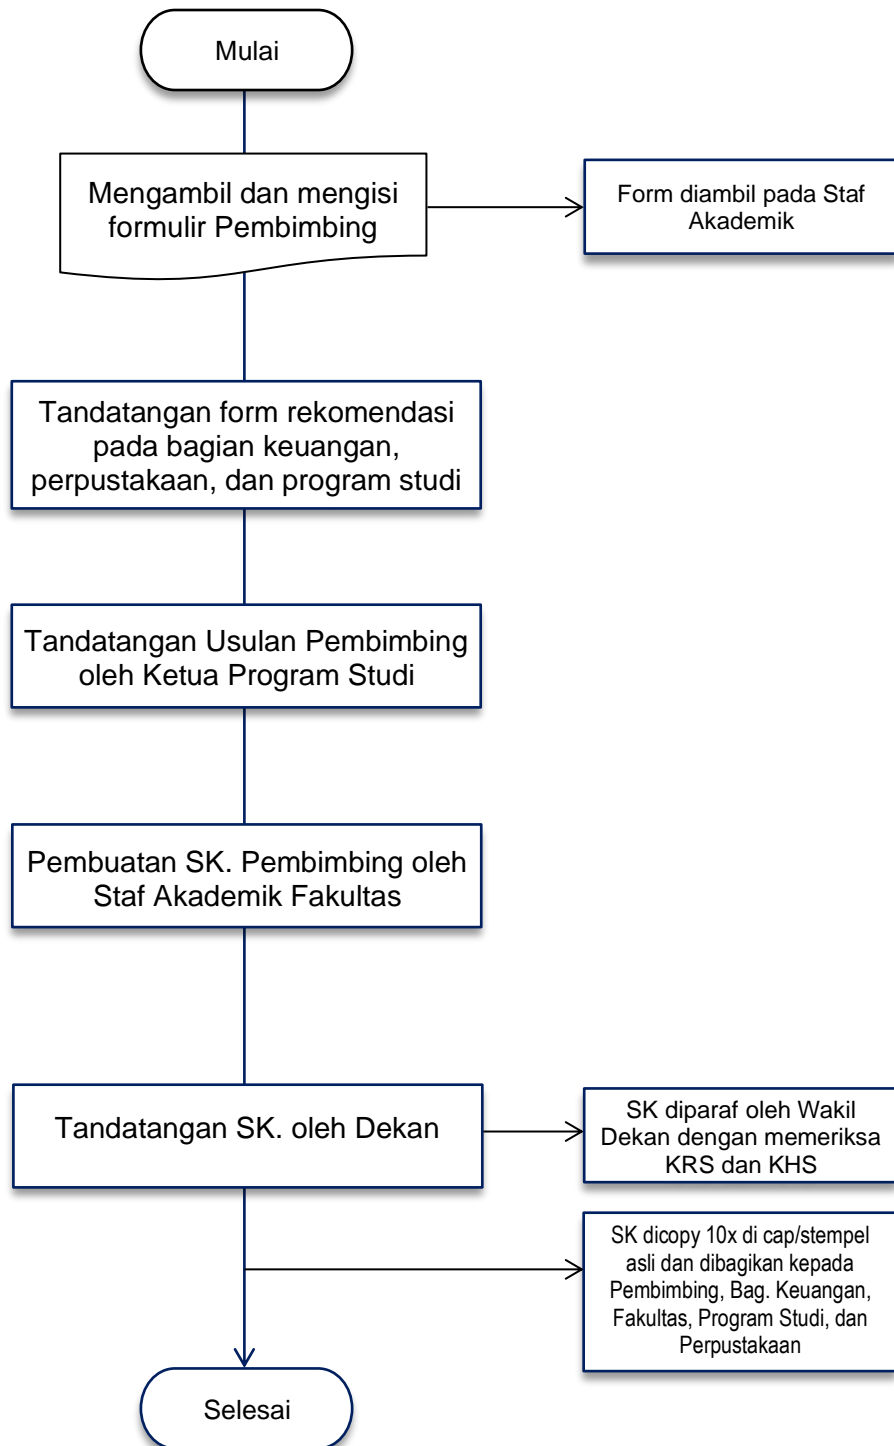 Mulai
Mengambil dan mengisi
formulir Pembimbing
Form diambil pada Staf
Akademik
Tandatangan form rekomendasi
pada bagian keuangan,
perpustakaan, dan program studi
Tandatangan Usulan Pembimbing
oleh Ketua Program Studi
Pembuatan SK. Pembimbing oleh
Staf Akademik Fakultas
Tandatangan SK. oleh Dekan
SK diparaf oleh Wakil
Dekan dengan memeriksa
KRS dan KHS
SK dicopy 10x di cap/stempel
asli dan dibagikan kepada
Pembimbing, Bag. Keuangan,
Fakultas, Program Studi, dan
Perpustakaan
Selesai